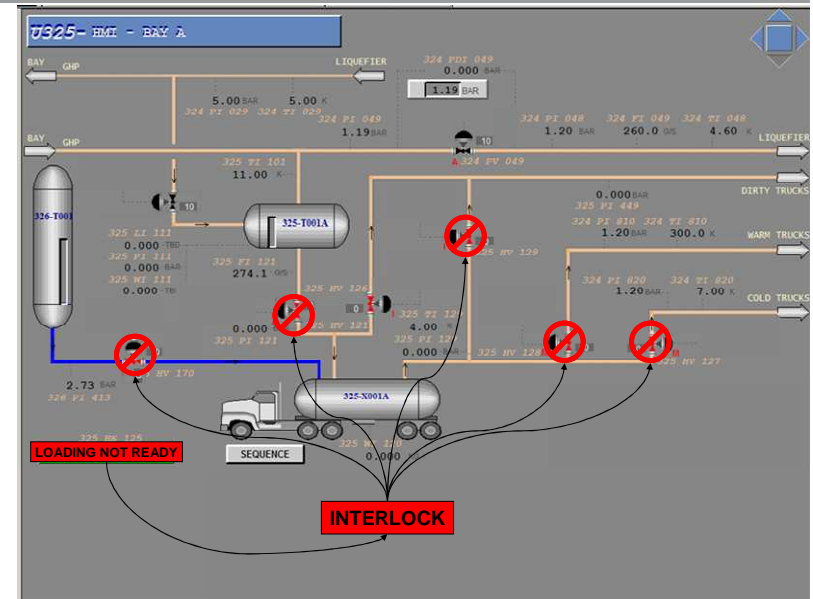 U325- HMI - BAY A
BAY GHP LIQUEFIER
324 PDI 049
0.000 BAR
1.19 BAR
5.00 BAR 5.00 K
324 PI 029 324 TI 029
324 PI 049
1.19 BAR
324 PI 048 324 FI 049 324 TI 048
1.20 BAR 260.0 G/S 4.60 K
BAY GHP
10
LIQUEFIER
A 324 PV 049
325 TI 101
11.00 K
DIRTY TRUCKS
0.000 BAR
325 PI 449
10
326-T001
325-T001A
324 PI 810 324 TI 810
1.20 BAR 300.0 K
WARM TRUCKS
325 LI 111
0.000 TBD
325 PI 111
0.000 BAR
325 WI 111
0.000
325 FI 121
274.1 G/S
325 HV 129
324 PI 820 324 TI 820
1.20 BAR 7.00 K
COLD TRUCKS
325 HV 126
0
325 HV 121
0.000
325 PI 121
325 TI
4.00 K
325 PI
0.000 BAR
325 HV 128
HV 127
M
HV 170
2.73 BAR
326 PI 413
325-X001A
325 HS 125
LOADING NOT READY
SEQUENCE
0.000
INTERLOCK